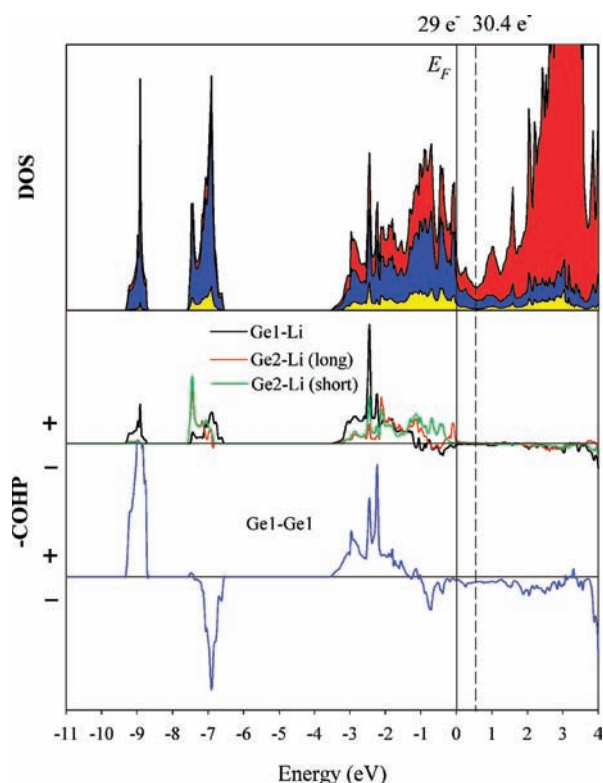 29 e⁻ 30.4 e⁻
E_F
DOS
Ge1-Li
Ge2-Li (long)
Ge2-Li (short)
+
−
-COHP
Ge1-Ge1
+
−
-11 -10 -9 -8 -7 -6 -5 -4 -3 -2 -1 0 1 2 3 4
Energy (eV)